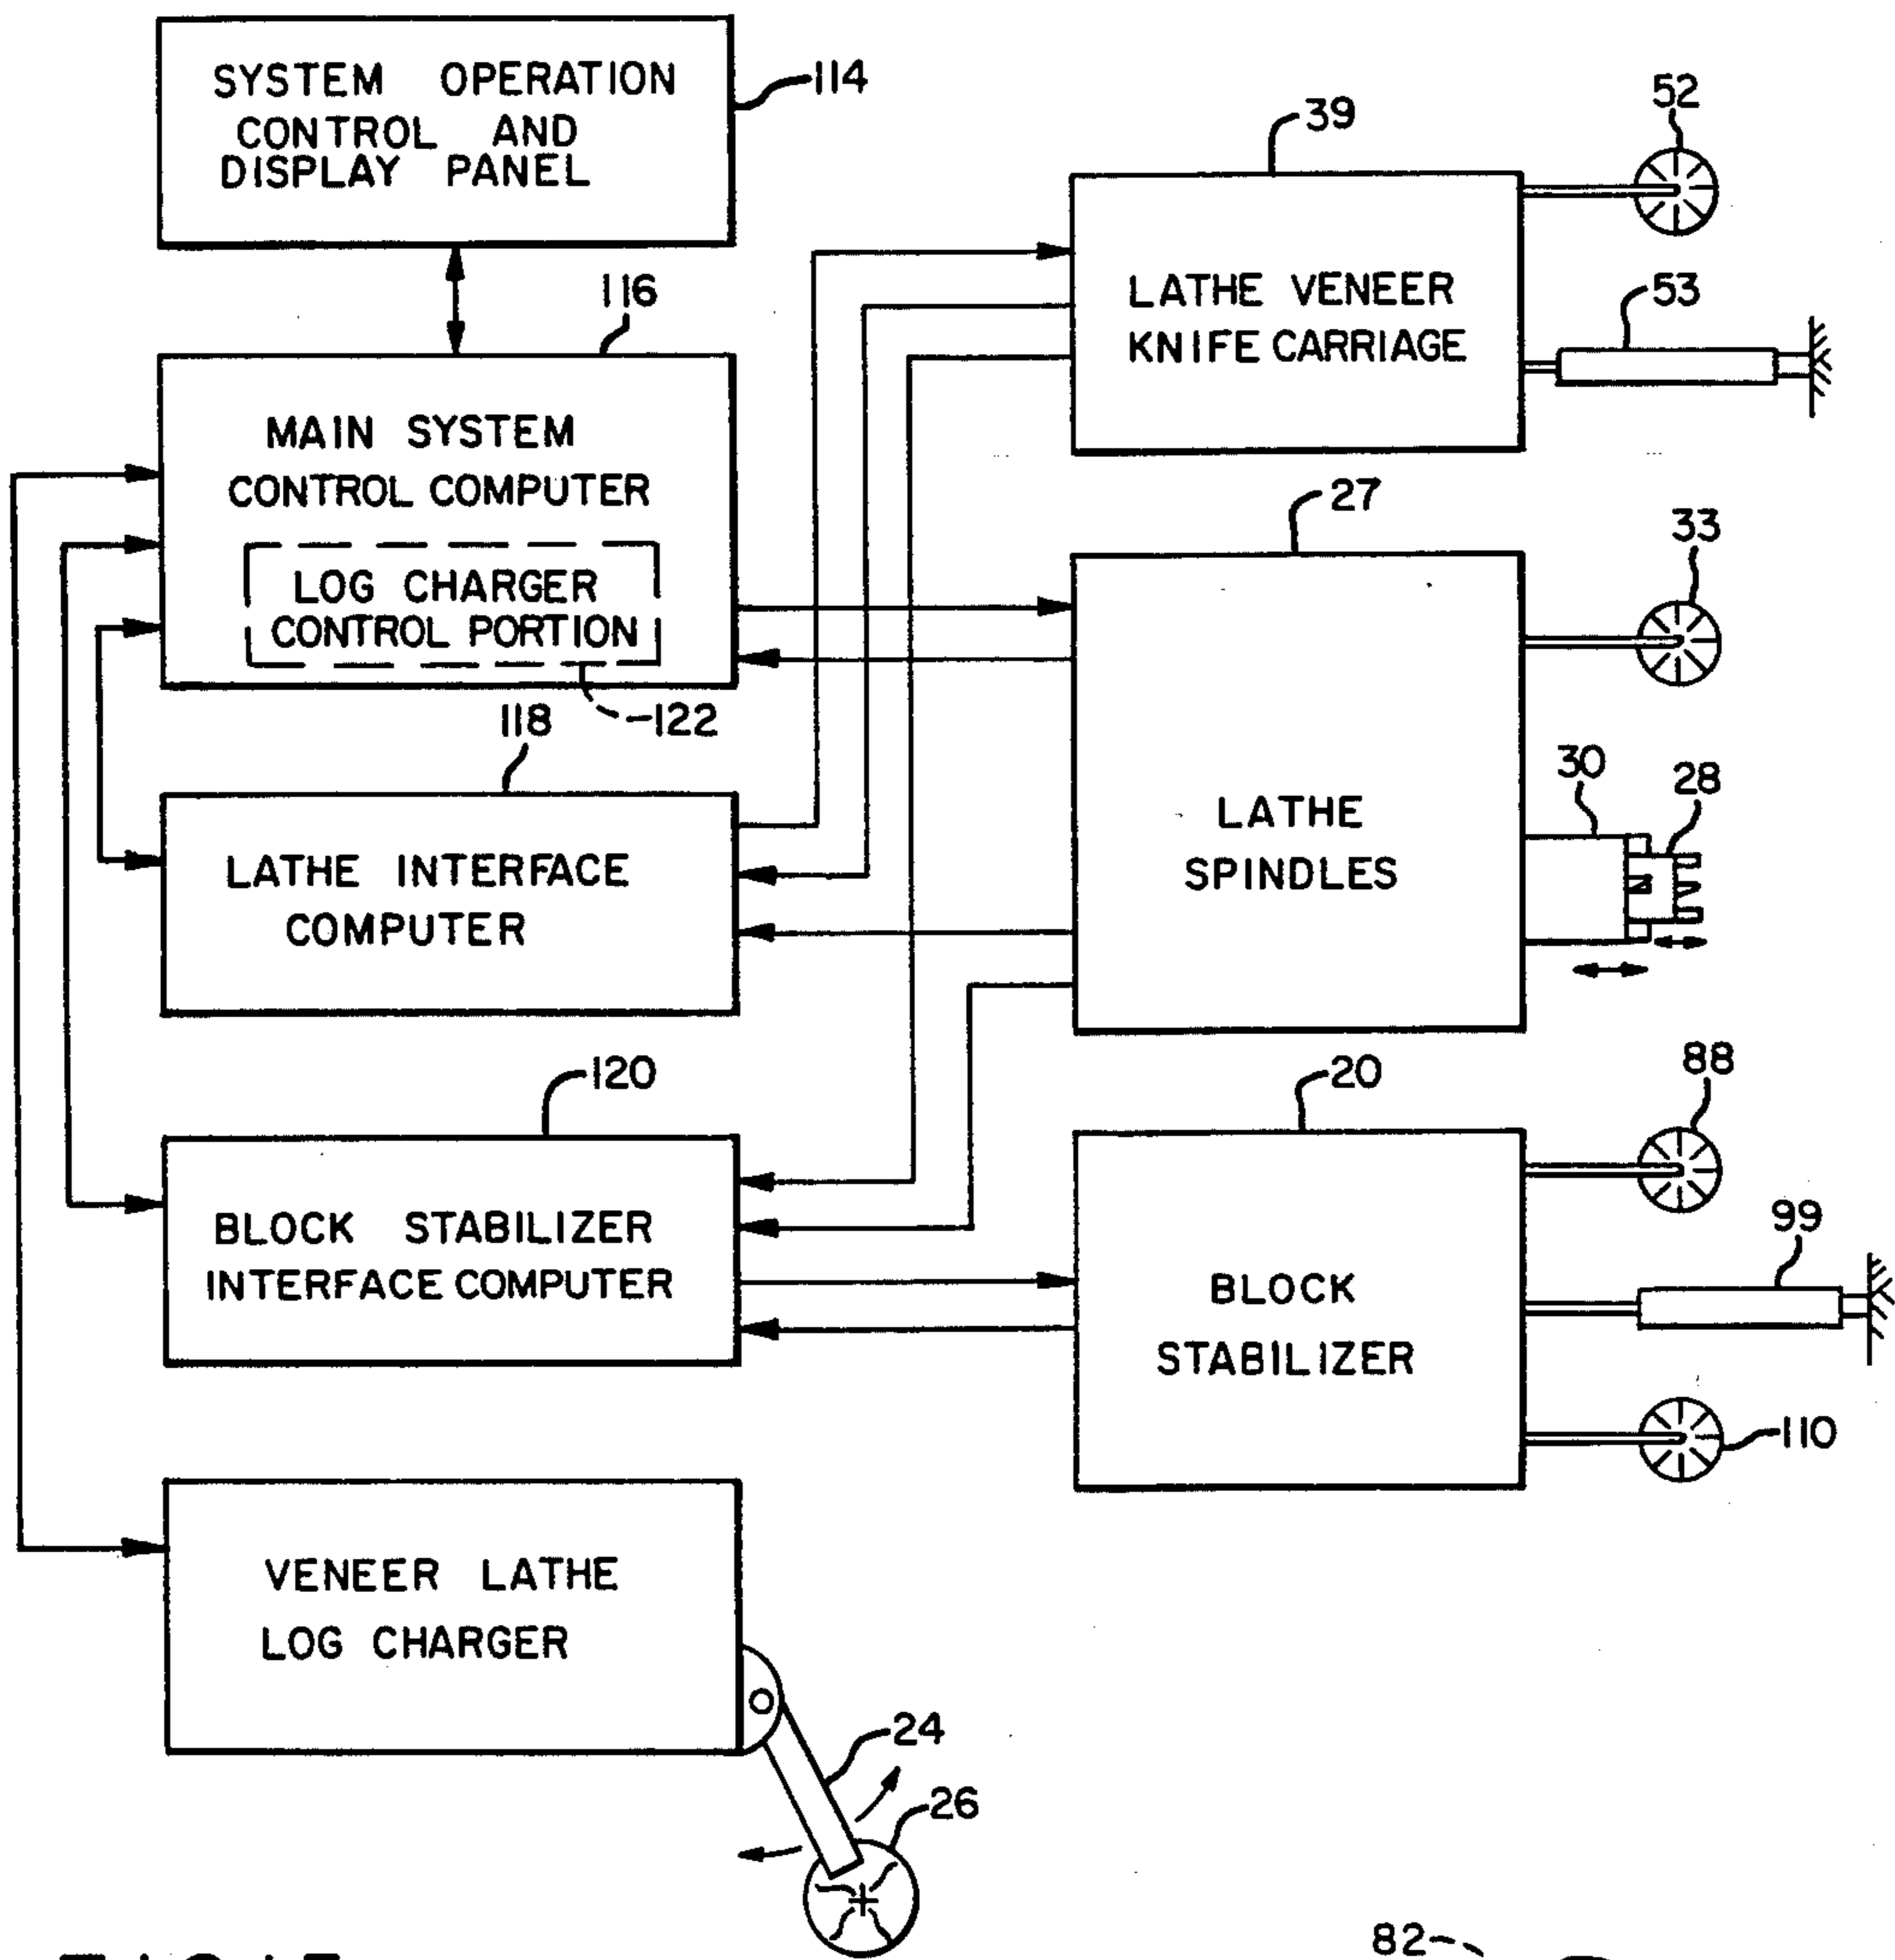 SYSTEM OPERATION
CONTROL AND
DISPLAY PANEL
114
116
MAIN SYSTEM
CONTROL COMPUTER
LOG CHARGER
CONTROL PORTION
122
118
LATHE INTERFACE
COMPUTER
120
BLOCK STABILIZER
INTERFACE COMPUTER
VENEER LATHE
LOG CHARGER
24
26
39
LATHE VENEER
KNIFE CARRIAGE
52
53
27
LATHE
SPINDLES
33
30
28
20
BLOCK
STABILIZER
88
99
110
82